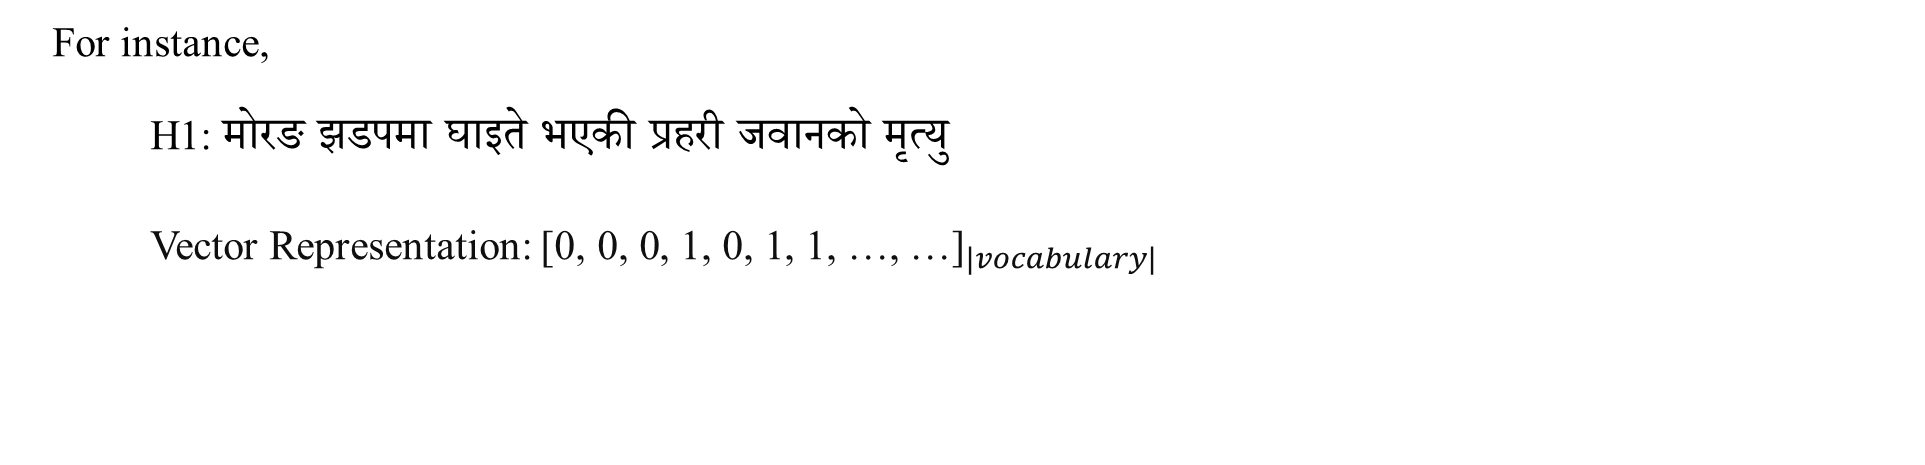 For instance,
H1: मोरङ झडपमा घाइते भएकी प्रहरी जवानको मृत्यु
Vector Representation: [0, 0, 0, 1, 0, 1, 1, …, …]|vocabulary|